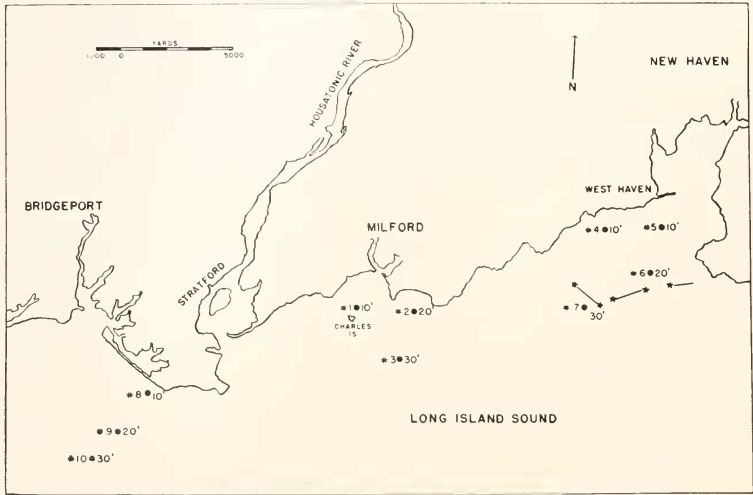 YARDS
1000 0 5000
HOUSATONIC RIVER
N
NEW HAVEN
WEST HAVEN
BRIDGEPORT
MILFORD
STRATFORD
*4●10'
*5●10'
*6●20'
*7●
30'
*1●10'
*2●20'
CHARLES
IS
*3●30'
*8●10'
*9●20'
*10●30'
LONG ISLAND SOUND